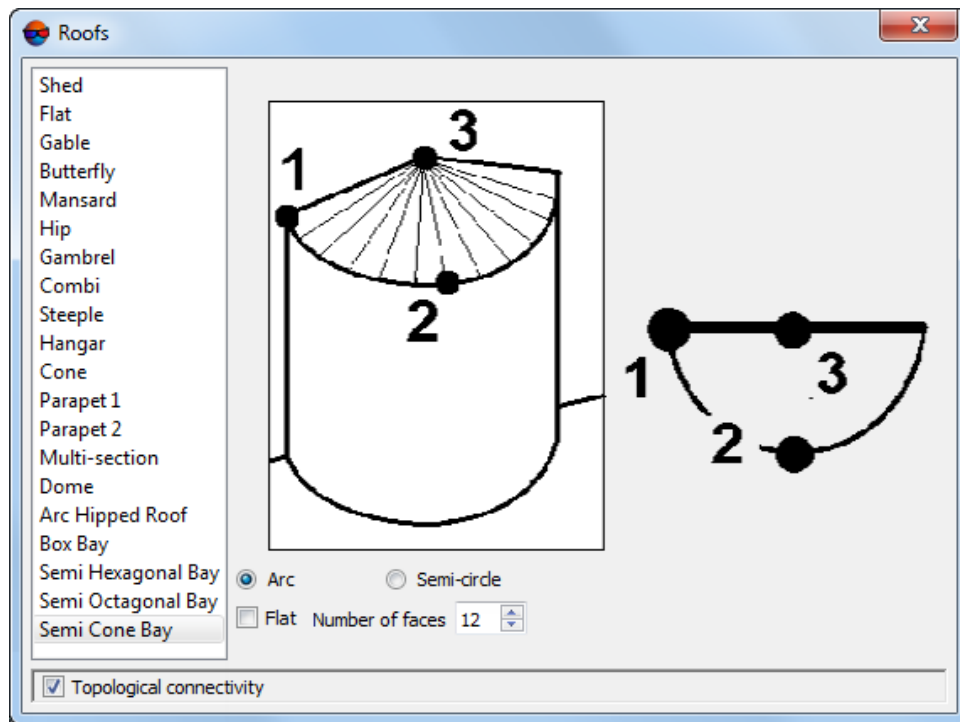 Roofs
Shed
Flat
Gable
Butterfly
Mansard
Hip
Gambrel
Combi
Steeple
Hangar
Cone
Parapet 1
Parapet 2
Multi-section
Dome
Arc Hipped Roof
Box Bay
Semi Hexagonal Bay
Semi Octagonal Bay
Semi Cone Bay
3
1
2
1
3
2
Arc Semi-circle
Flat Number of faces 12
Topological connectivity